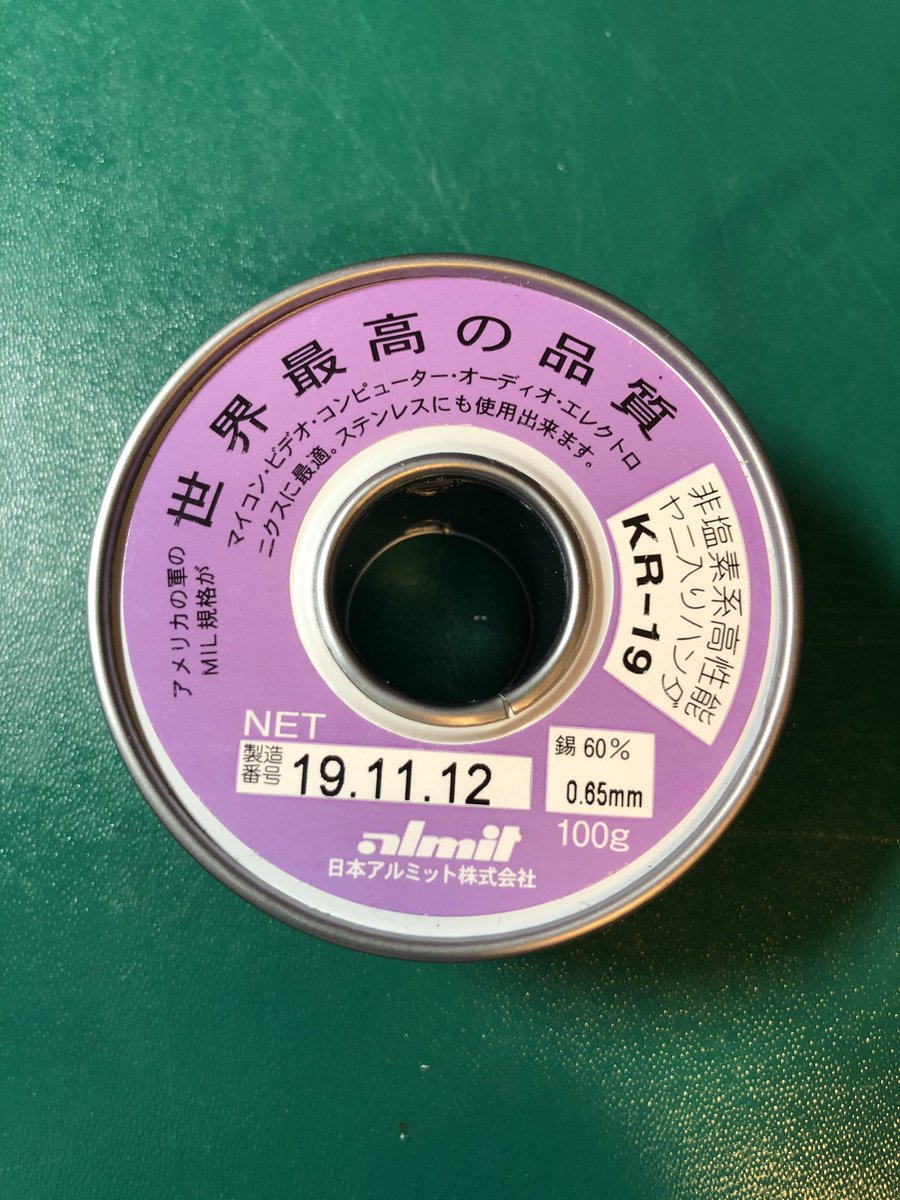 アメリカの軍の
MIL規格が
世界最高の品質
マイコン・ビデオ・コンピューター・オーディオ・エレクトロ
ニクスに最適。ステンレスにも使用出来ます。
非塩素系高性能
ヤニ入りハンダ
KR-19
NET
製造
番号
19.11.12
錫 60%
0.65mm
100g
almit
日本アルミット株式会社